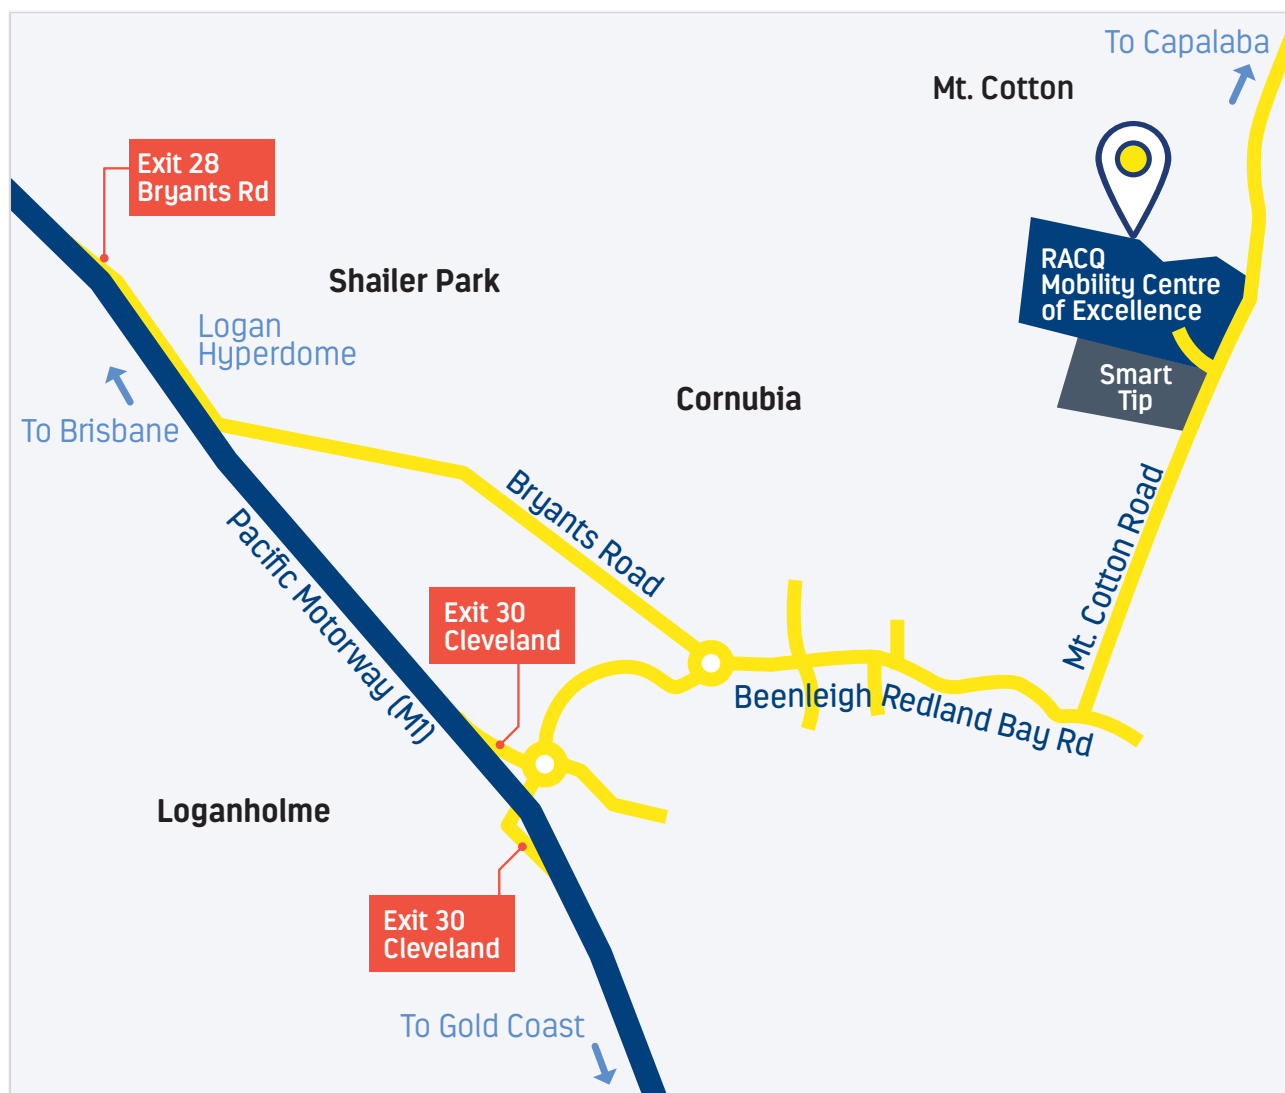 To Capalaba
Mt. Cotton
Exit 28
Bryants Rd
RACQ
Mobility Centre
of Excellence
Shailer Park
Logan
Hyperdome
Smart
Tip
Cornubia
To Brisbane
Bryants Road
Mt. Cotton Road
Pacific Motorway (M1)
Exit 30
Cleveland
Beenleigh Redland Bay Rd
Loganholme
Exit 30
Cleveland
To Gold Coast